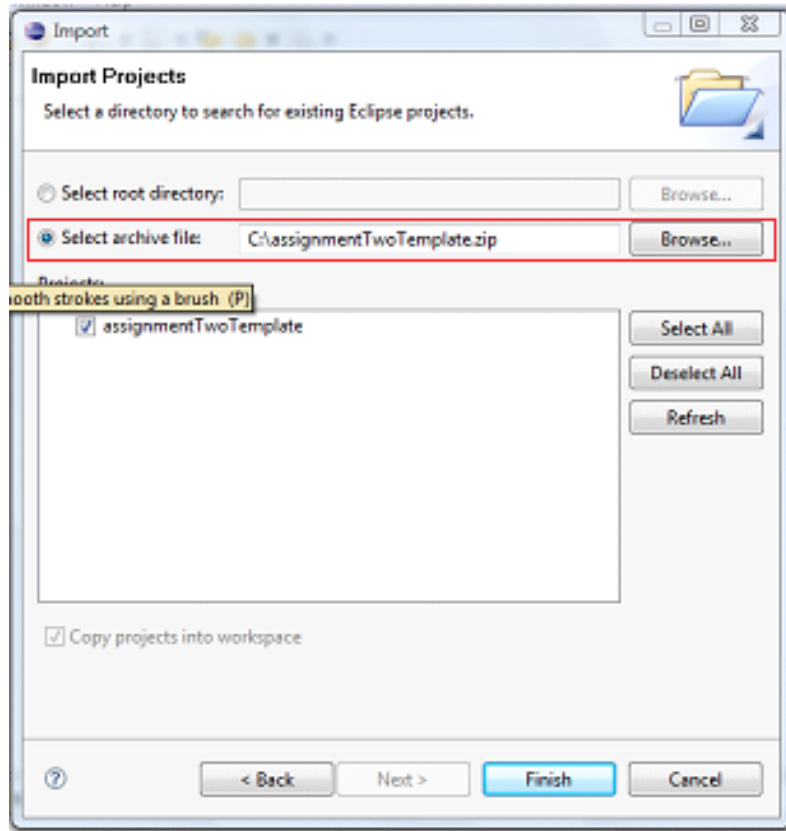 Import
Import Projects
Select a directory to search for existing Eclipse projects.
Select root directory:
Browse...
Select archive file: C:\assignmentTwoTemplate.zip Browse...
Projects:
ooth strokes using a brush (P)
assignmentTwoTemplate
Select All
Deselect All
Refresh
Copy projects into workspace
< Back Next > Finish Cancel